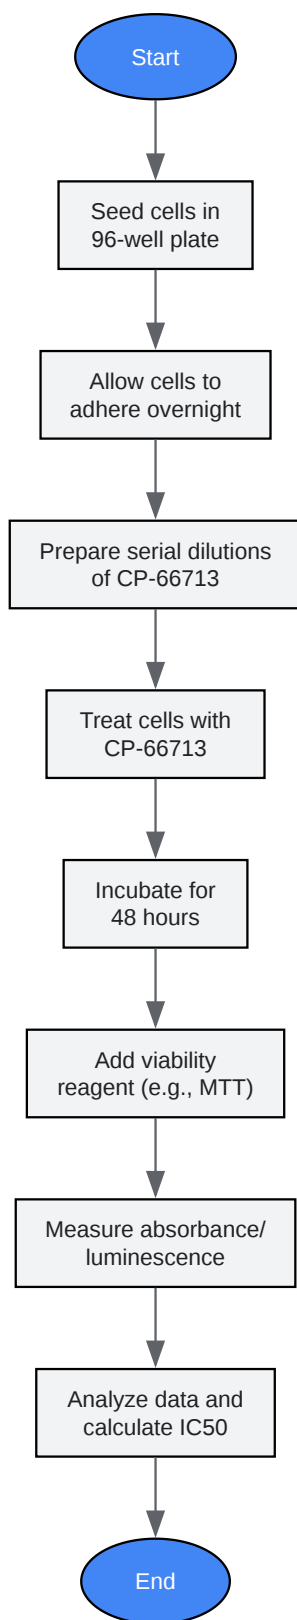 Start
Seed cells in
96-well plate
Allow cells to
adhere overnight
Prepare serial dilutions
of CP-66713
Treat cells with
CP-66713
Incubate for
48 hours
Add viability
reagent (e.g., MTT)
Measure absorbance/
luminescence
Analyze data and
calculate IC50
End